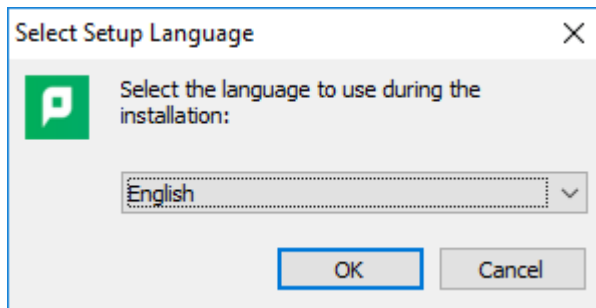 Select Setup Language
Select the language to use during the
installation:
English
OK
Cancel